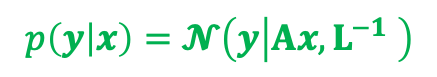 p(y|x) = 𝒩(y|Ax, L⁻¹ )